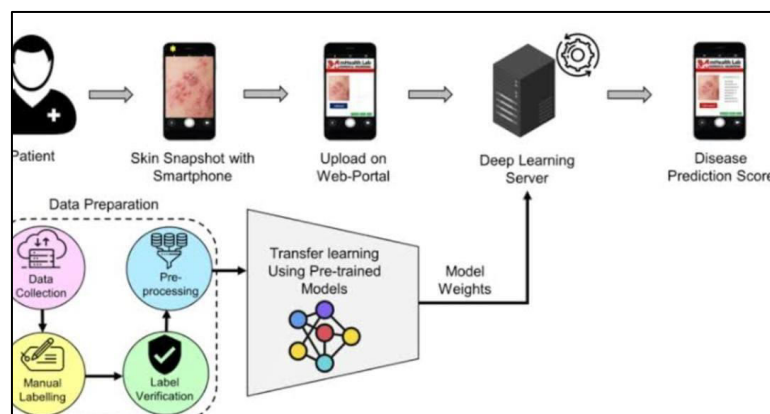 Patient
Skin Snapshot with
Smartphone
Upload on
Web-Portal
Deep Learning
Server
Disease
Prediction Score
Data Preparation
Data
Collection
Pre-
processing
Manual
Labelling
Label
Verification
Transfer learning
Using Pre-trained
Models
Model
Weights